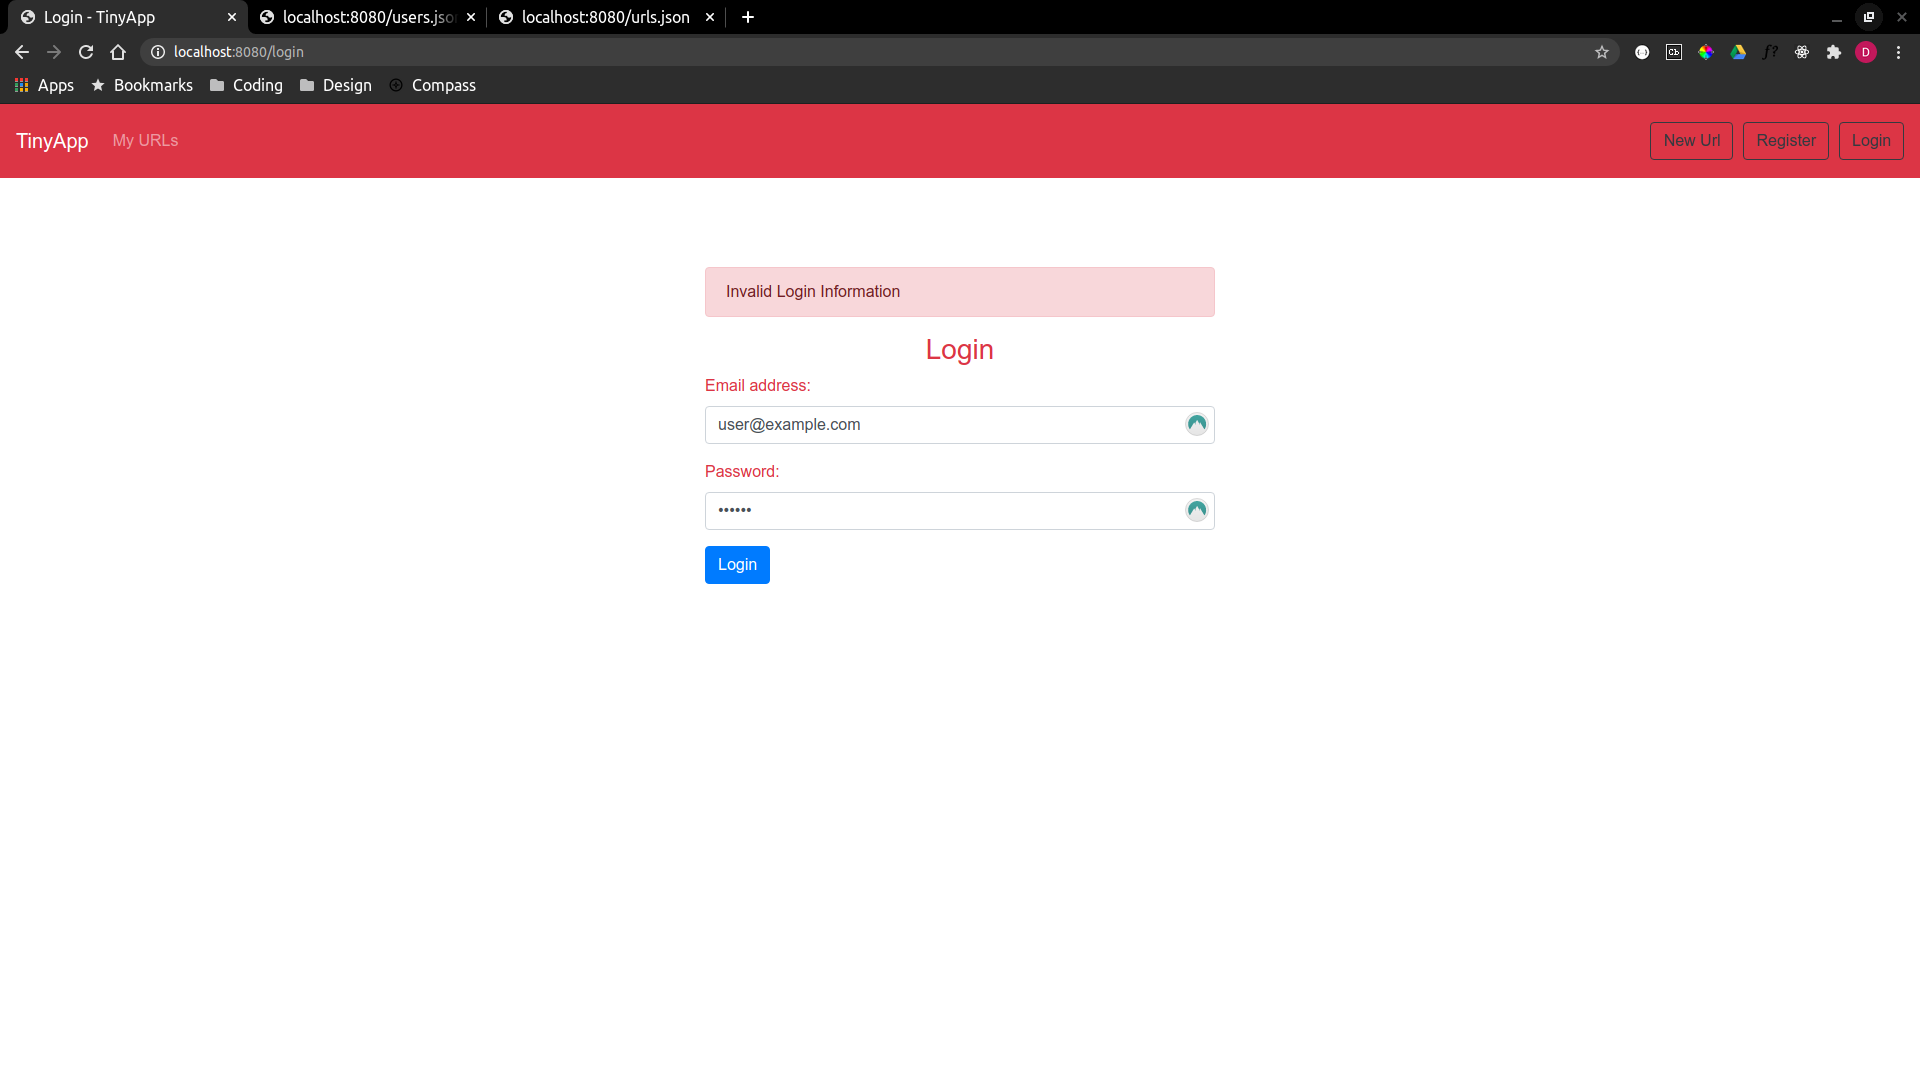 Login - TinyApp
localhost:8080/users.jso
localhost:8080/urls.json
localhost:8080/login
Cb
f?
D
Apps
Bookmarks
Coding
Design
Compass
TinyApp
My URLs
New Url
Register
Login
Invalid Login Information
Login
Email address:
user@example.com
Password:
••••••
Login